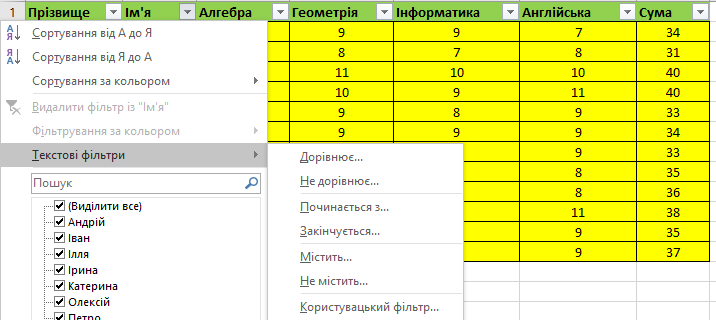 1 Прізвище Ім'я Алгебра Геометрія Інформатика Англійська Сума
Сортування від А до Я 9 9 7 34
Сортування від Я до А 8 7 8 31
Сортування за кольором 11 10 10 40
Видалити фільтр із "Ім'я" 10 9 11 40
9 8 9 33
Фільтрування за кольором 9 9 9 34
Текстові фільтри 9 33
Дорівнює... 8 35
Пошук Не дорівнює... 8 36
(Виділити все) Починається з... 11 38
Андрій
Іван Закінчується... 9 35
Ілля Містить... 9 37
Ірина
Катерина Не містить...
Олексій Користувацький фільтр...
Петро